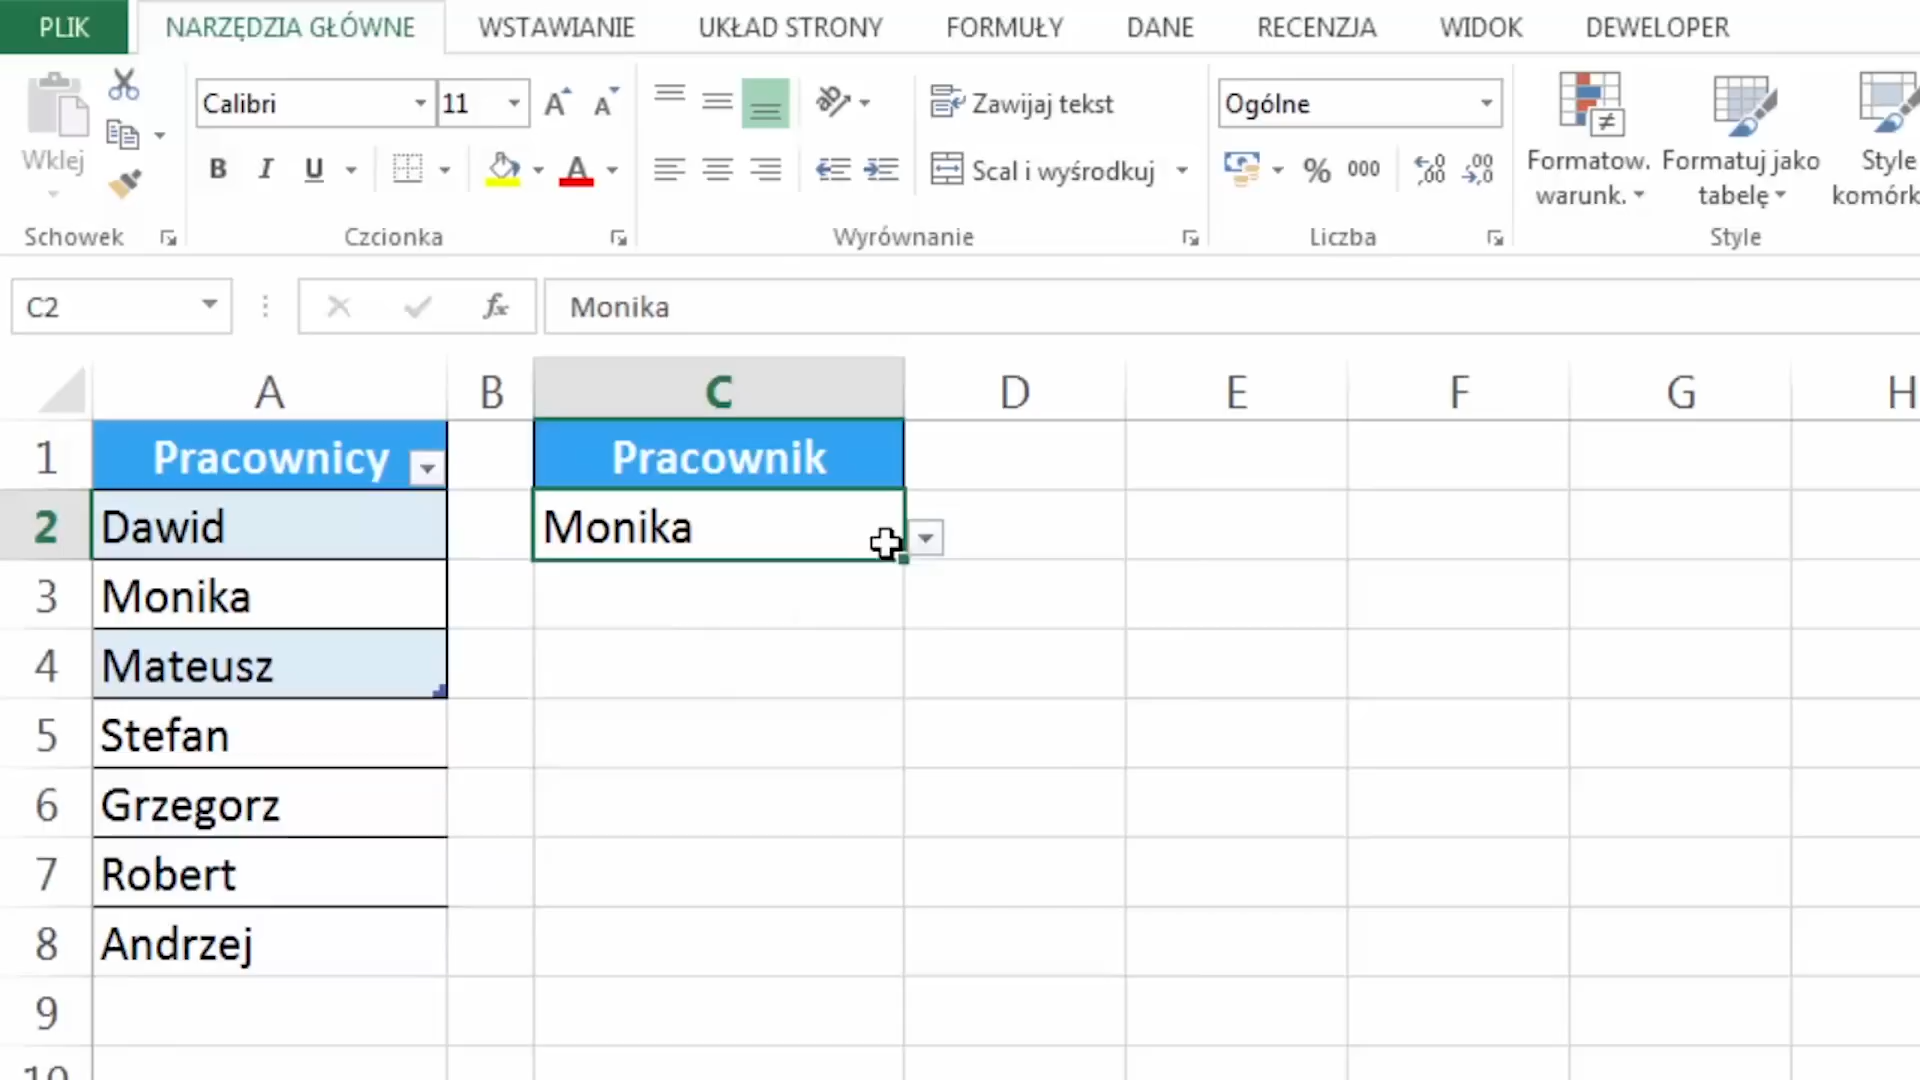 PLIK NARZĘDZIA GŁÓWNE WSTAWIANIE UKŁAD STRONY FORMUŁY DANE RECENZJA WIDOK DEWELOPER
Wklej
Schowek
Calibri 11
B I U A
Czcionka
Zawijaj tekst
Scal i wyśrodkuj
Wyrównanie
Ogólne
% 000
Liczba
Formatow. warunk.
Formatuj jako tabelę
Style
Style
C2 fx Monika
A B C D E F G H
1 Pracownicy Pracownik
2 Dawid Monika
3 Monika
4 Mateusz
5 Stefan
6 Grzegorz
7 Robert
8 Andrzej
9
10